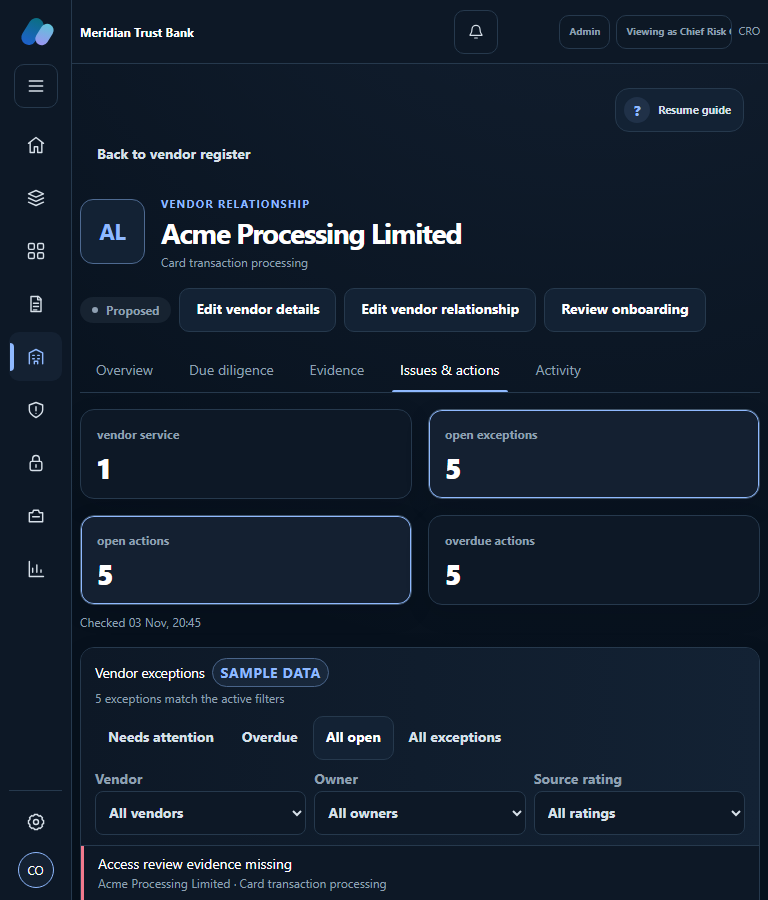 Meridian Trust Bank
Admin
Viewing as Chief Risk
CRO
? Resume guide
Back to vendor register
AL
VENDOR RELATIONSHIP
Acme Processing Limited
Card transaction processing
Proposed
Edit vendor details
Edit vendor relationship
Review onboarding
Overview
Due diligence
Evidence
Issues & actions
Activity
vendor service
1
open exceptions
5
open actions
5
overdue actions
5
Checked 03 Nov, 20:45
Vendor exceptions SAMPLE DATA
5 exceptions match the active filters
Needs attention
Overdue
All open
All exceptions
Vendor
Owner
Source rating
All vendors
All owners
All ratings
Access review evidence missing
Acme Processing Limited · Card transaction processing
CO